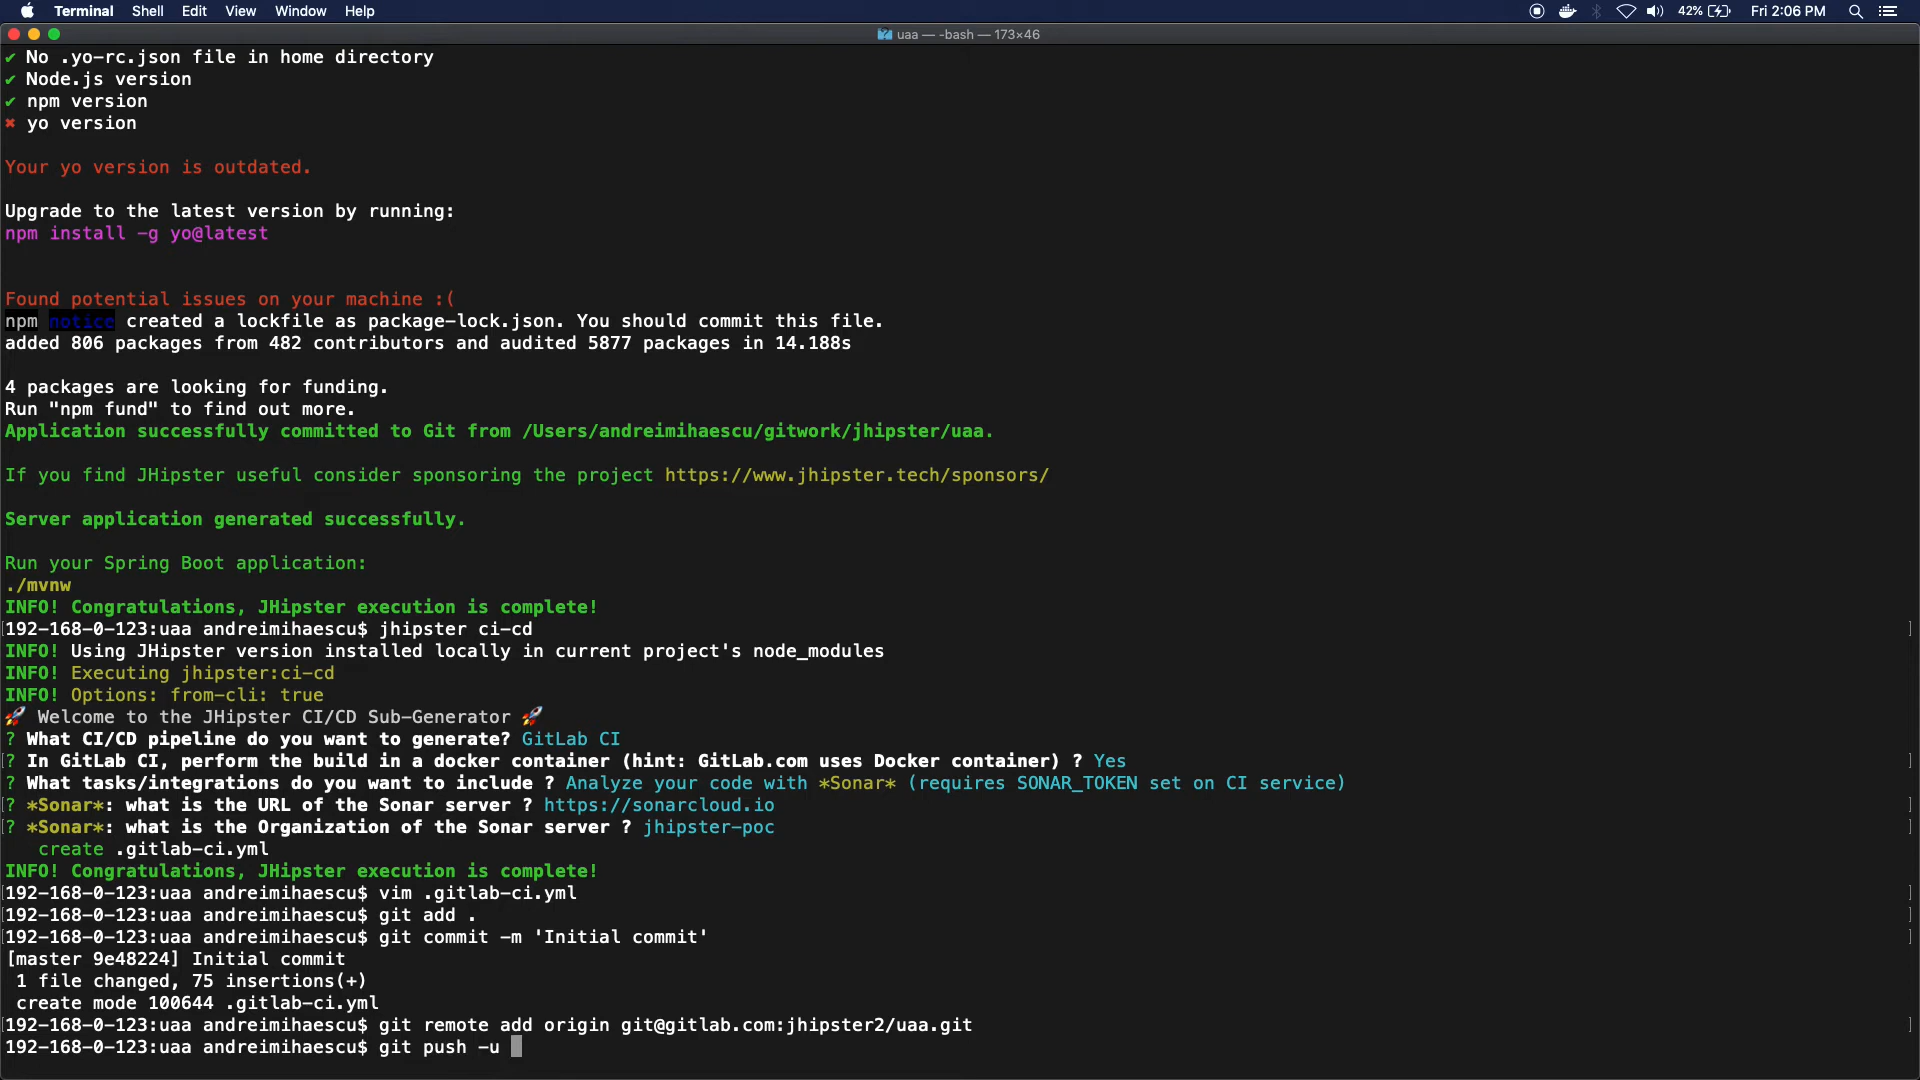 Terminal Shell Edit View Window Help 42% Fri 2:06 PM
uaa — -bash — 173×46
✔ No .yo-rc.json file in home directory
✔ Node.js version
✔ npm version
✖ yo version
Your yo version is outdated.
Upgrade to the latest version by running:
npm install -g yo@latest
Found potential issues on your machine :(
npm notice created a lockfile as package-lock.json. You should commit this file.
added 806 packages from 482 contributors and audited 5877 packages in 14.188s
4 packages are looking for funding.
Run "npm fund" to find out more.
Application successfully committed to Git from /Users/andreimihaescu/gitwork/jhipster/uaa.
If you find JHipster useful consider sponsoring the project https://www.jhipster.tech/sponsors/
Server application generated successfully.
Run your Spring Boot application:
./mvnw
INFO! Congratulations, JHipster execution is complete!
[192-168-0-123:uaa andreimihaescu$ jhipster ci-cd ]
INFO! Using JHipster version installed locally in current project's node_modules
INFO! Executing jhipster:ci-cd
INFO! Options: from-cli: true
🚀 Welcome to the JHipster CI/CD Sub-Generator 🚀
? What CI/CD pipeline do you want to generate? GitLab CI
[? In GitLab CI, perform the build in a docker container (hint: GitLab.com uses Docker container) ? Yes ]
? What tasks/integrations do you want to include ? Analyze your code with *Sonar* (requires SONAR_TOKEN set on CI service)
[? *Sonar*: what is the URL of the Sonar server ? https://sonarcloud.io ]
[? *Sonar*: what is the Organization of the Sonar server ? jhipster-poc ]
create .gitlab-ci.yml
INFO! Congratulations, JHipster execution is complete!
[192-168-0-123:uaa andreimihaescu$ vim .gitlab-ci.yml ]
[192-168-0-123:uaa andreimihaescu$ git add . ]
[192-168-0-123:uaa andreimihaescu$ git commit -m 'Initial commit' ]
[master 9e48224] Initial commit
1 file changed, 75 insertions(+)
create mode 100644 .gitlab-ci.yml
[192-168-0-123:uaa andreimihaescu$ git remote add origin git@gitlab.com:jhipster2/uaa.git ]
192-168-0-123:uaa andreimihaescu$ git push -u